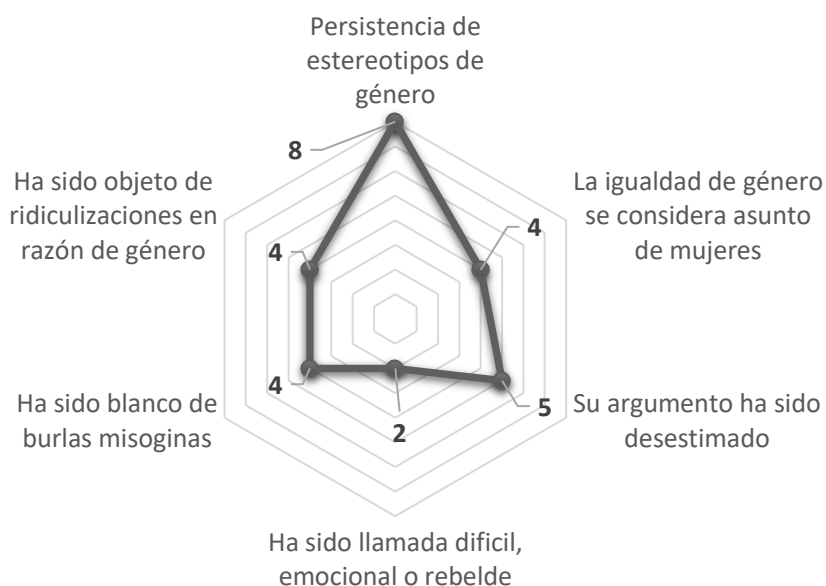 Persistencia de
estereotipos de
género
8
La igualdad de género
se considera asunto
de mujeres
4
Su argumento ha sido
desestimado
5
Ha sido llamada dificil,
emocional o rebelde
2
Ha sido blanco de
burlas misoginas
4
Ha sido objeto de
ridiculizaciones en
razón de género
4